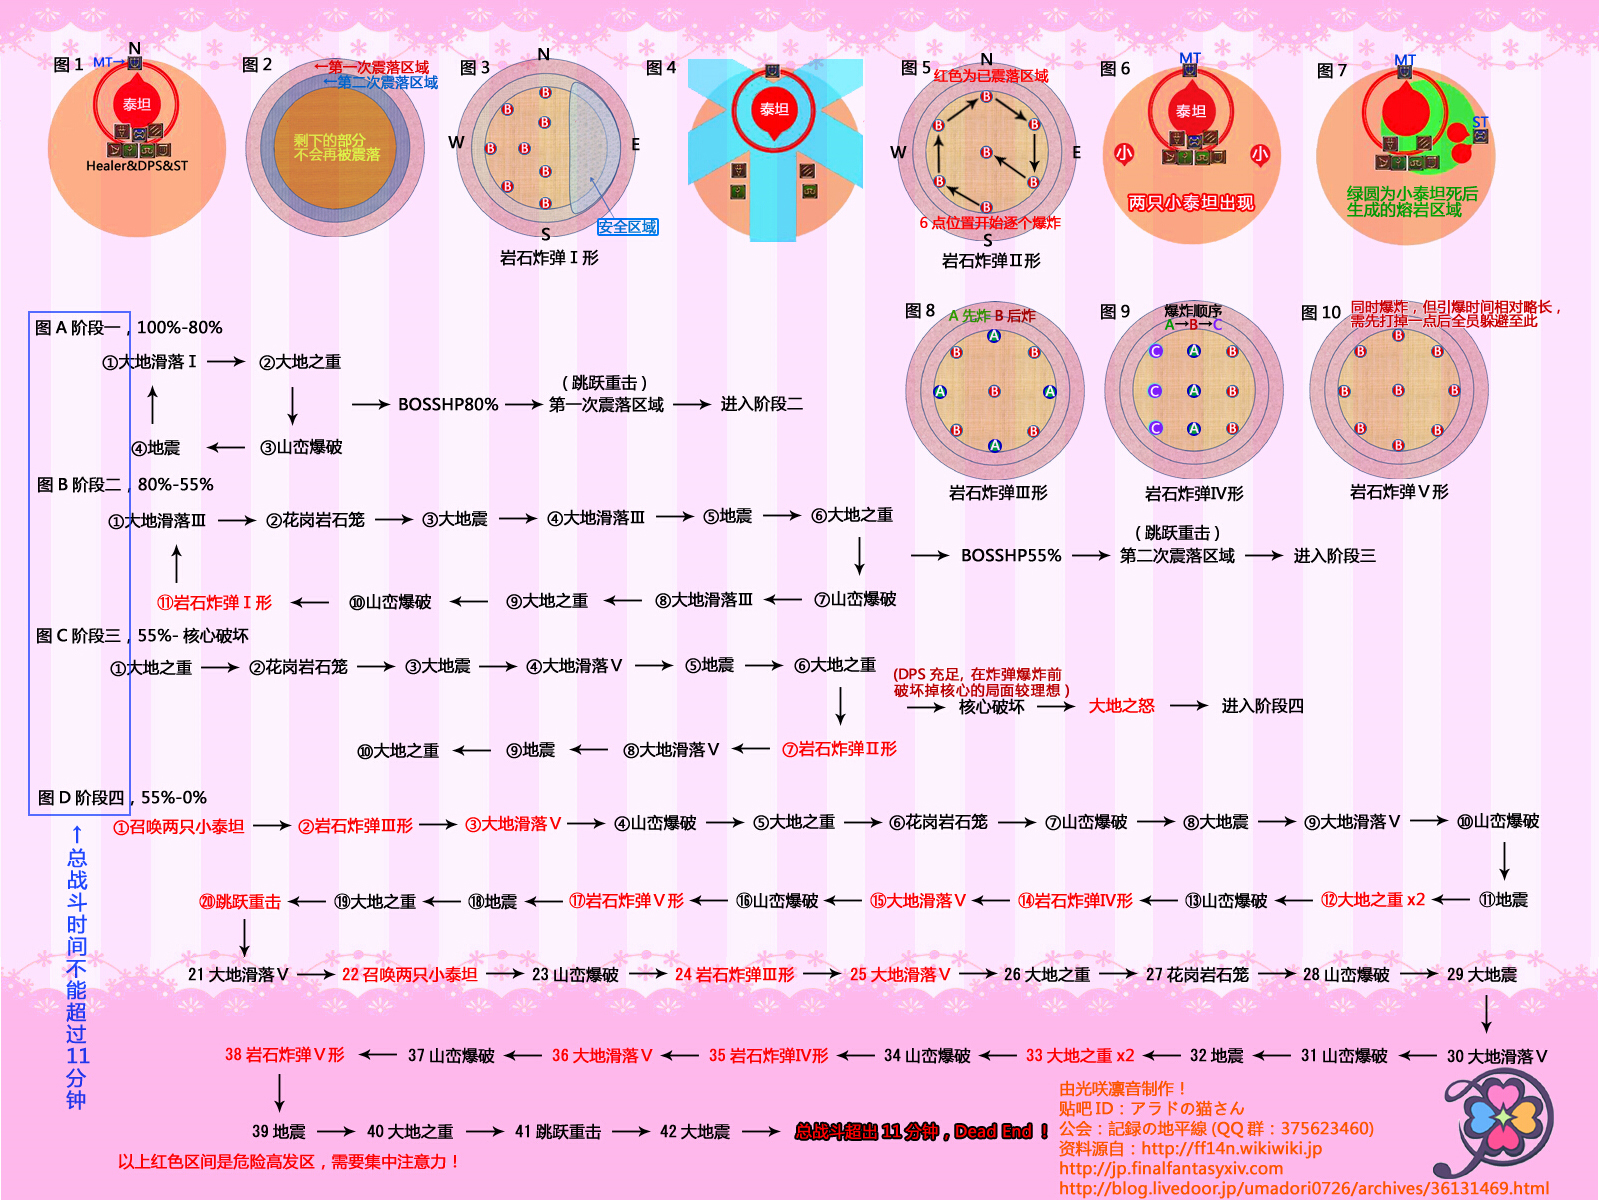 图 1
N
MT→
泰坦
Healer&DPS&ST
图 2
←第一次震落区域
←第二次震落区域
剩下的部分
不会再被震落
图 3
N
W
E
S
B
B
B
B
B
B
B
B
安全区域
岩石炸弹 I 形
图 4
泰坦
图 5
N
红色为已震落区域
W
E
B
B
B
B
B
B
B
6 点位置开始逐个爆炸
S
岩石炸弹II形
图 6
MT
泰坦
小
小
两只小泰坦出现
图 7
MT
ST
绿圆为小泰坦死后
生成的熔岩区域
图 8
A 先炸 B 后炸
A
B
B
A
B
A
B
B
A
岩石炸弹III形
图 9
爆炸顺序
A→B→C
C
A
B
C
A
B
C
A
B
岩石炸弹IV形
图 10
同时爆炸，但引爆时间相对略长，
需先打掉一点后全员躲避至此
B
B
B
B
B
B
B
B
B
岩石炸弹V形
图 A 阶段一，100%-80%
①大地滑落 I
②大地之重
③山峦爆破
④地震
BOSSHP80%
（跳跃重击）
第一次震落区域
进入阶段二
图 B 阶段二，80%-55%
①大地滑落III
②花岗岩石笼
③大地震
④大地滑落III
⑤地震
⑥大地之重
⑦山峦爆破
⑧大地滑落III
⑨大地之重
⑩山峦爆破
⑪岩石炸弹 I 形
BOSSHP55%
（跳跃重击）
第二次震落区域
进入阶段三
图 C 阶段三，55%- 核心破坏
①大地之重
②花岗岩石笼
③大地震
④大地滑落V
⑤地震
⑥大地之重
⑦岩石炸弹II形
⑧大地滑落V
⑨地震
⑩大地之重
(DPS 充足, 在炸弹爆炸前
破坏掉核心的局面较理想 )
核心破坏
大地之怒
进入阶段四
图 D 阶段四，55%-0%
①召唤两只小泰坦
②岩石炸弹III形
③大地滑落V
④山峦爆破
⑤大地之重
⑥花岗岩石笼
⑦山峦爆破
⑧大地震
⑨大地滑落V
⑩山峦爆破
⑪地震
⑫大地之重 x2
⑬山峦爆破
⑭岩石炸弹IV形
⑮大地滑落V
⑯山峦爆破
⑰岩石炸弹V形
⑱地震
⑲大地之重
⑳跳跃重击
21 大地滑落V
22 召唤两只小泰坦
23 山峦爆破
24 岩石炸弹III形
25 大地滑落V
26 大地之重
27 花岗岩石笼
28 山峦爆破
29 大地震
30 大地滑落V
31 山峦爆破
32 地震
33 大地之重 x2
34 山峦爆破
35 岩石炸弹IV形
36 大地滑落V
37 山峦爆破
38 岩石炸弹V形
39 地震
40 大地之重
41 跳跃重击
42 大地震
总战斗超出 11 分钟，Dead End ！
↑总战斗时间不能超过11分钟
以上红色区间是危险高发区，需要集中注意力！
由光咲凛音制作！
贴吧 ID：アラドの猫さん
公会：記録の地平線 (QQ 群：375623460)
资料源自：http://ff14n.wikiwiki.jp
http://jp.finalfantasyxiv.com
http://blog.livedoor.jp/umadori0726/archives/36131469.html